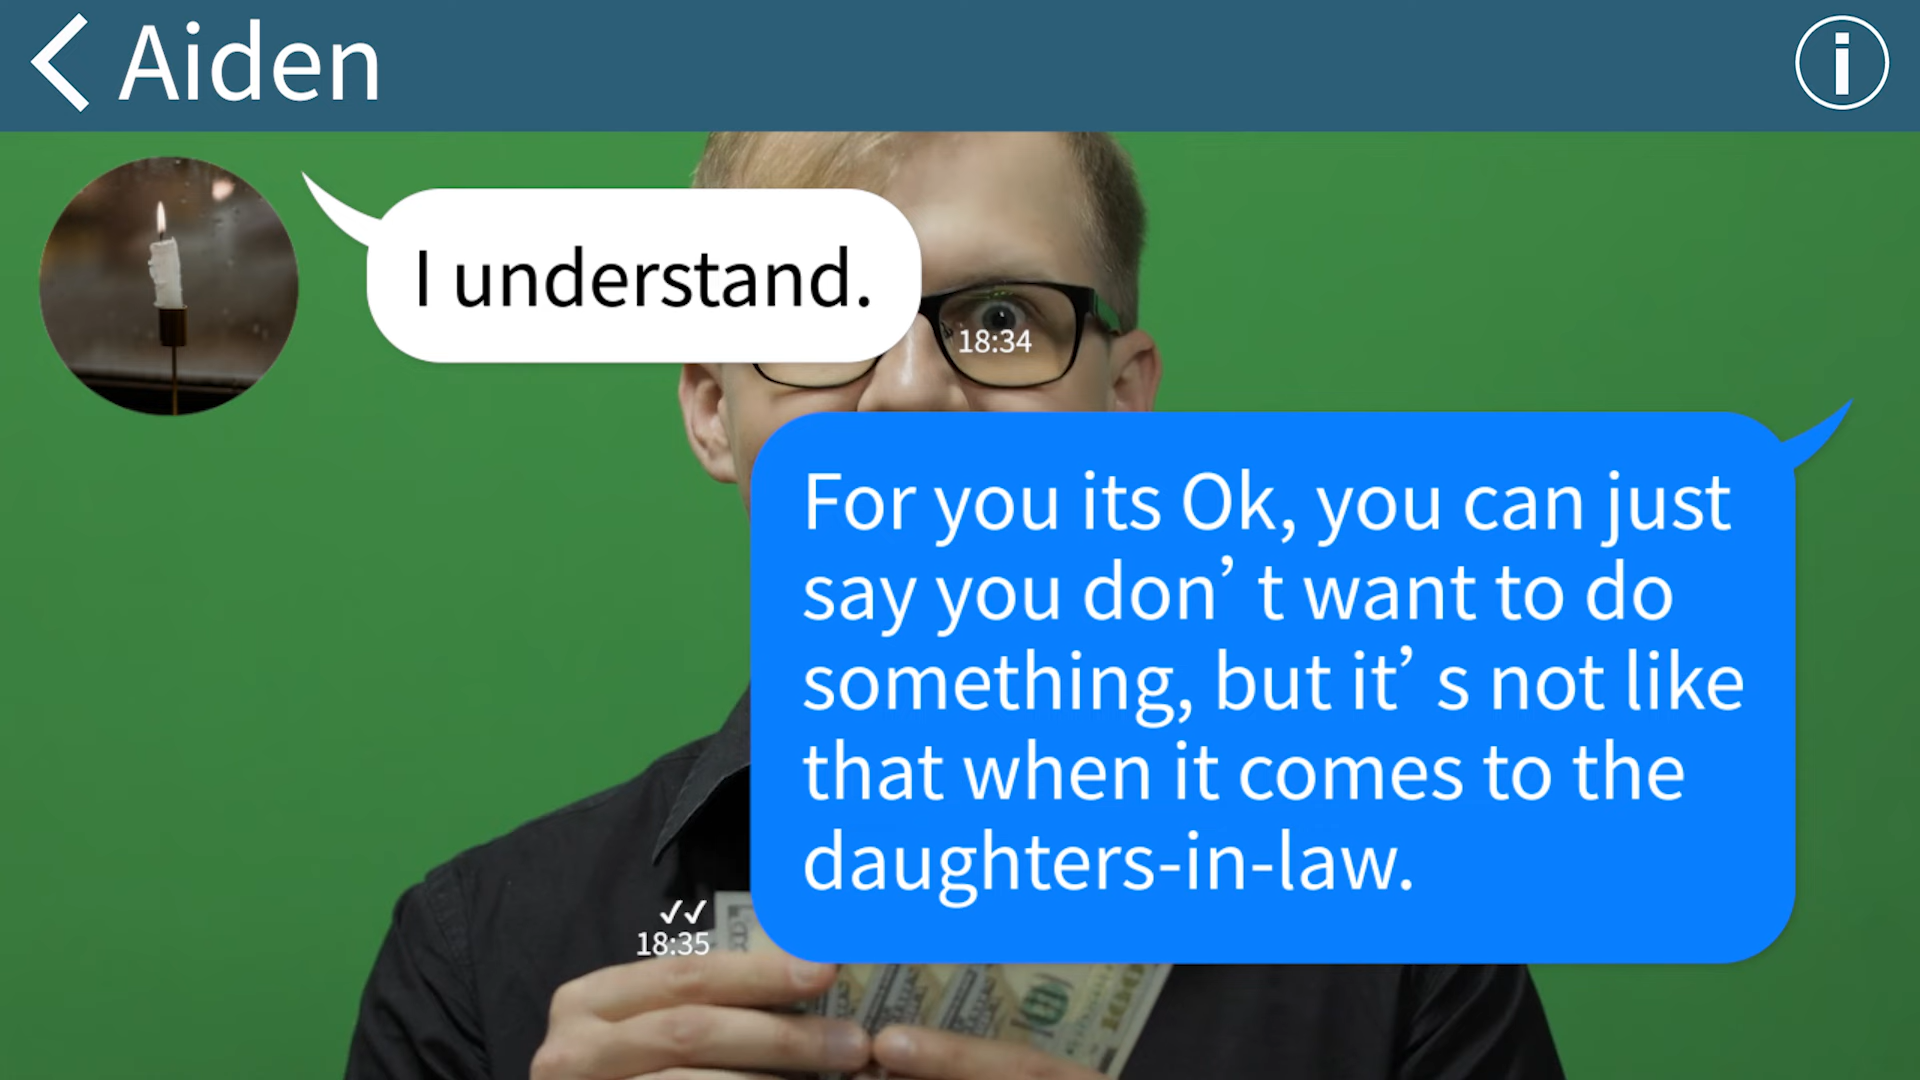 Aiden
I understand.
18:34
For you its Ok, you can just
say you don’t want to do
something, but it’s not like
that when it comes to the
daughters-in-law.
18:35